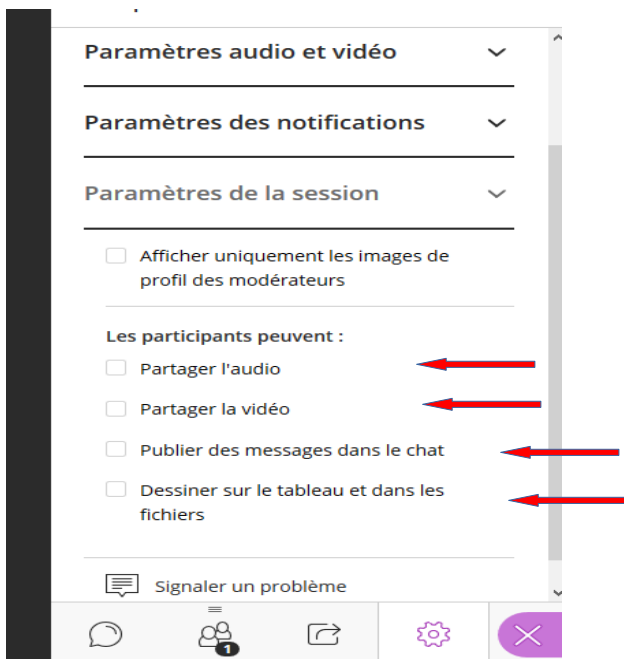 Paramètres audio et vidéo
Paramètres des notifications
Paramètres de la session
Afficher uniquement les images de
profil des modérateurs
Les participants peuvent :
Partager l'audio
Partager la vidéo
Publier des messages dans le chat
Dessiner sur le tableau et dans les
fichiers
Signaler un problème
1